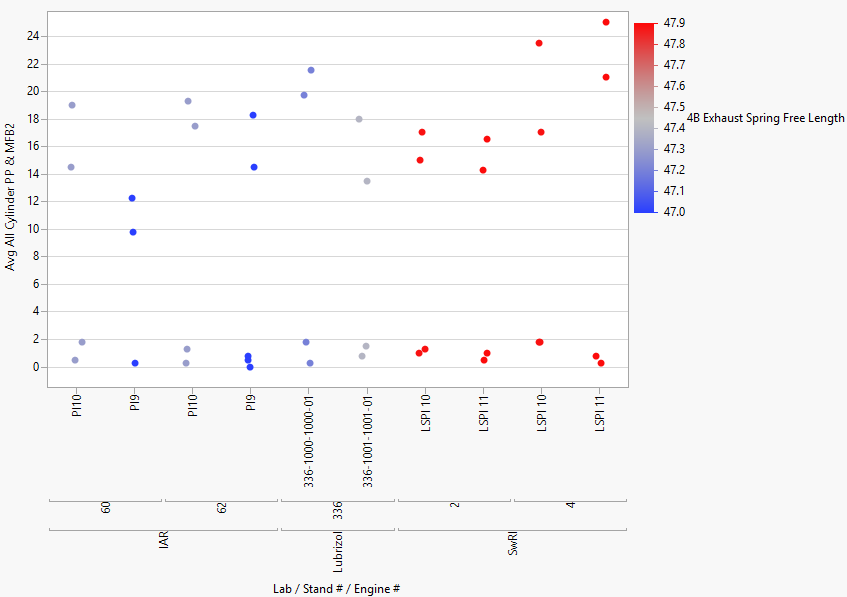 24
22
20
18
16
14
12
10
8
6
4
2
0
Avg All Cylinder PP & MFB2
47.9
47.8
47.7
47.6
47.5
47.4
47.3
47.2
47.1
47.0
4B Exhaust Spring Free Length
PI10
PI9
PI10
PI9
336-1000-1000-01
336-1001-1001-01
LSPI 10
LSPI 11
LSPI 10
LSPI 11
60
62
336
2
4
IAR
Lubrizol
SwRI
Lab / Stand # / Engine #